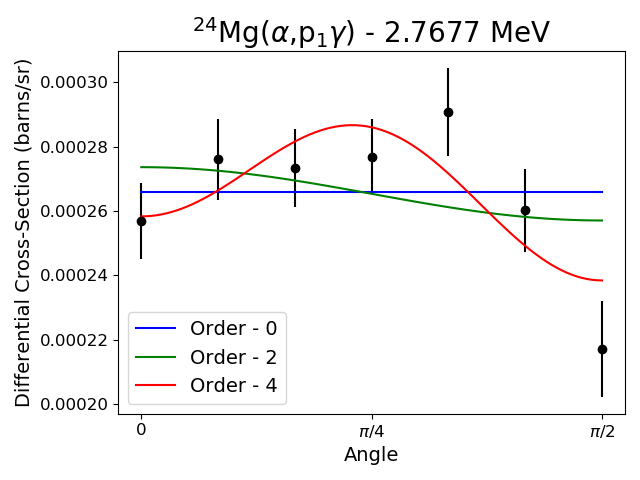 ²⁴Mg(α,p₁γ) - 2.7677 MeV
Differential Cross-Section (barns/sr)
0.00030
0.00028
0.00026
0.00024
0.00022
0.00020
Order - 0
Order - 2
Order - 4
0
π/4
π/2
Angle